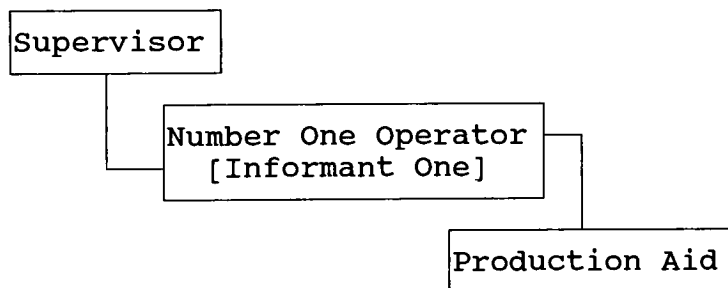 Supervisor
Number One Operator
[Informant One]
Production Aid